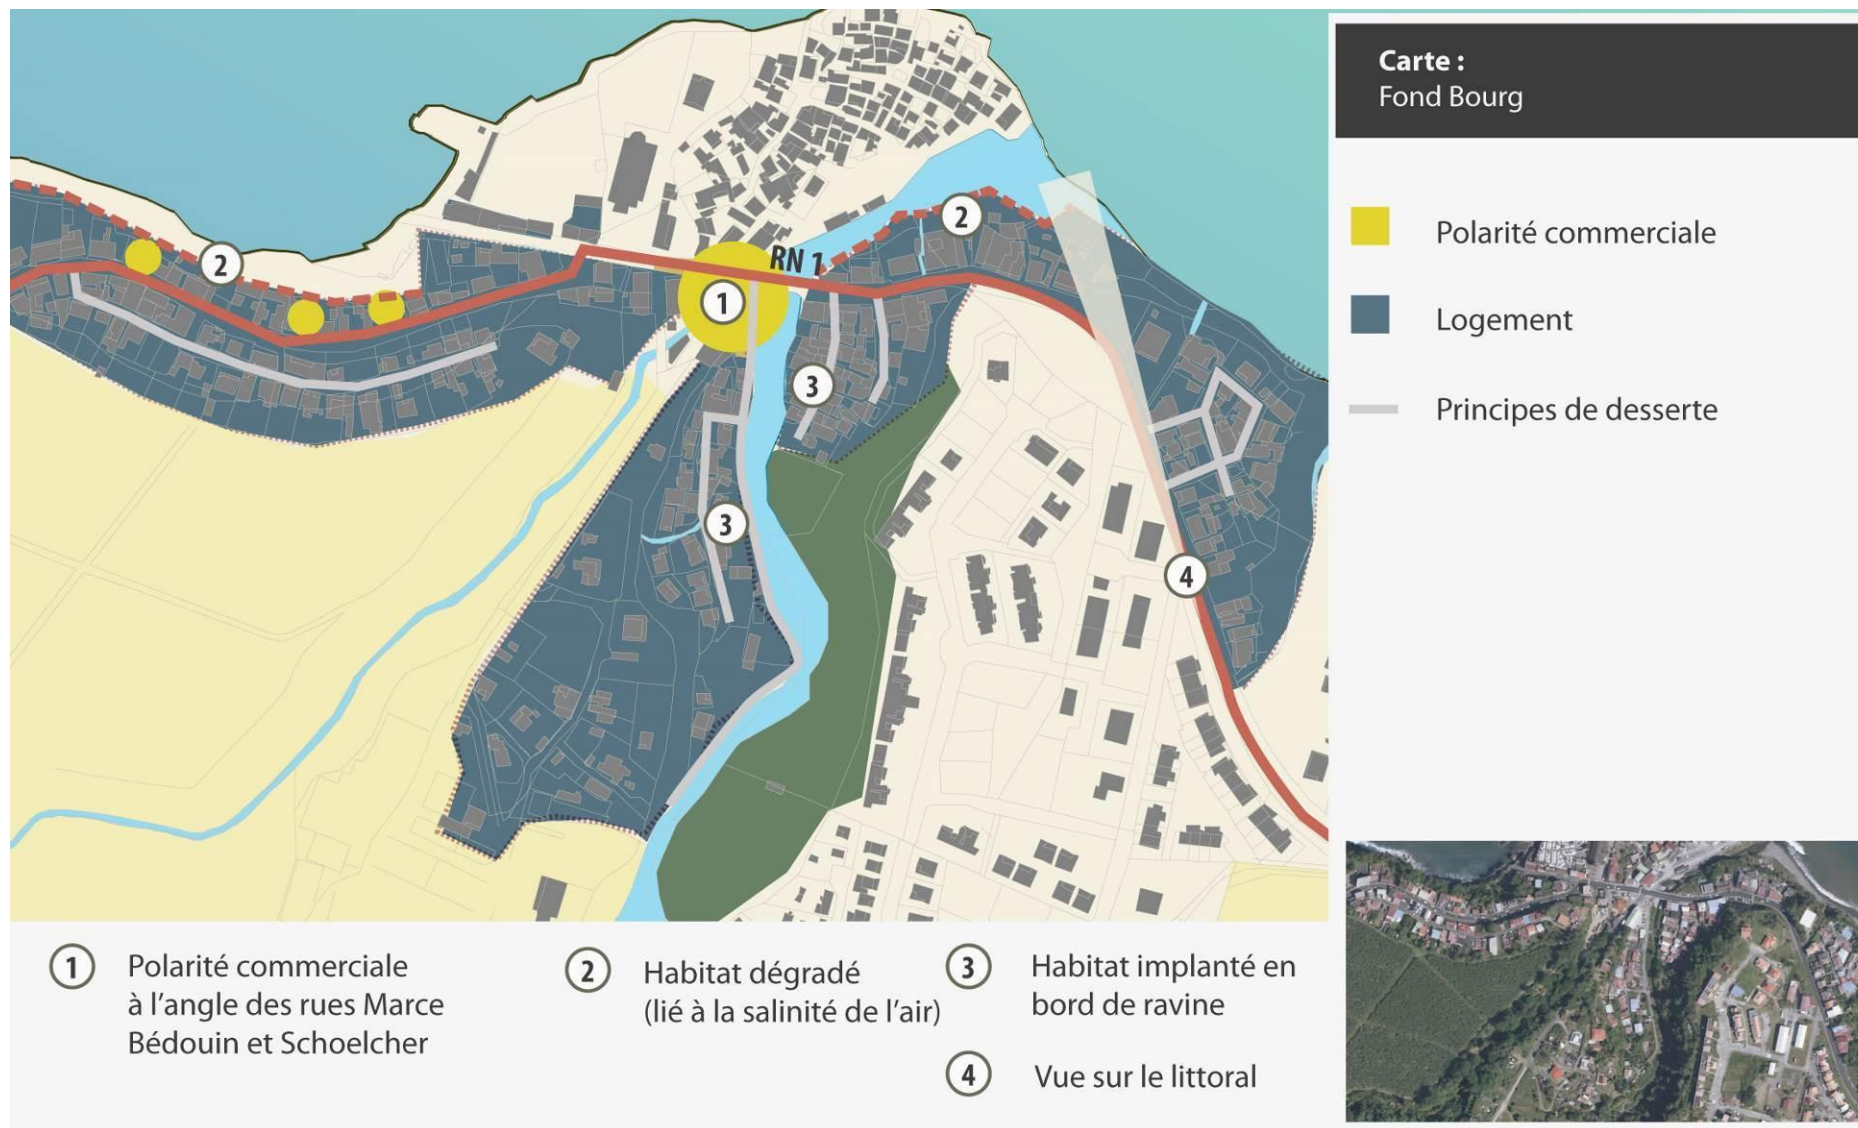 Carte :
Fond Bourg
Polarité commerciale
Logement
Principes de desserte
2
2
RN 1
1
3
3
4
1
Polarité commerciale
à l'angle des rues Marce
Bédouin et Schoelcher
2
Habitat dégradé
(lié à la salinité de l'air)
3
Habitat implanté en
bord de ravine
4
Vue sur le littoral